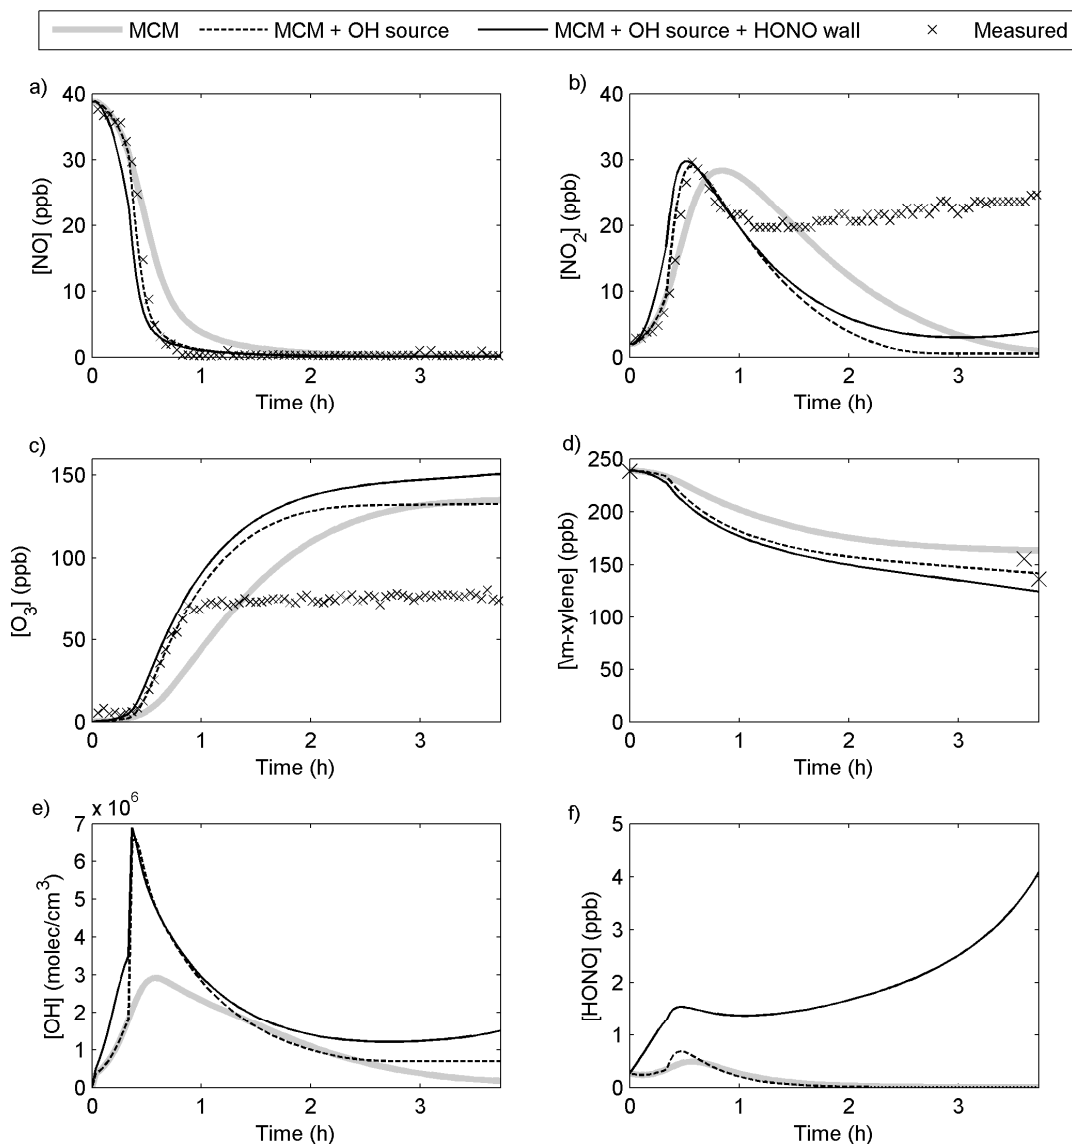 MCM MCM + OH source MCM + OH source + HONO wall × Measured
a)
40
30
20
10
0
[NO] (ppb)
0 1 2 3
Time (h)
b)
40
30
20
10
0
[NO2] (ppb)
0 1 2 3
Time (h)
c)
150
100
50
0
[O3] (ppb)
0 1 2 3
Time (h)
d)
250
200
150
100
50
0
[\m-xylene] (ppb)
0 1 2 3
Time (h)
e)
x 10^6
7
6
5
4
3
2
1
0
[OH] (molec/cm^3)
0 1 2 3
Time (h)
f)
5
4
3
2
1
0
[HONO] (ppb)
0 1 2 3
Time (h)